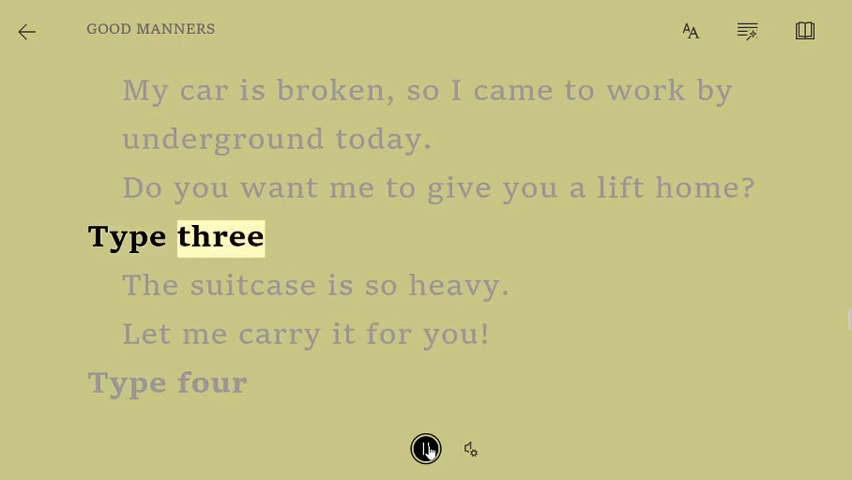 GOOD MANNERS
AA
My car is broken, so I came to work by
underground today.
Do you want me to give you a lift home?
Type three
The suitcase is so heavy.
Let me carry it for you!
Type four